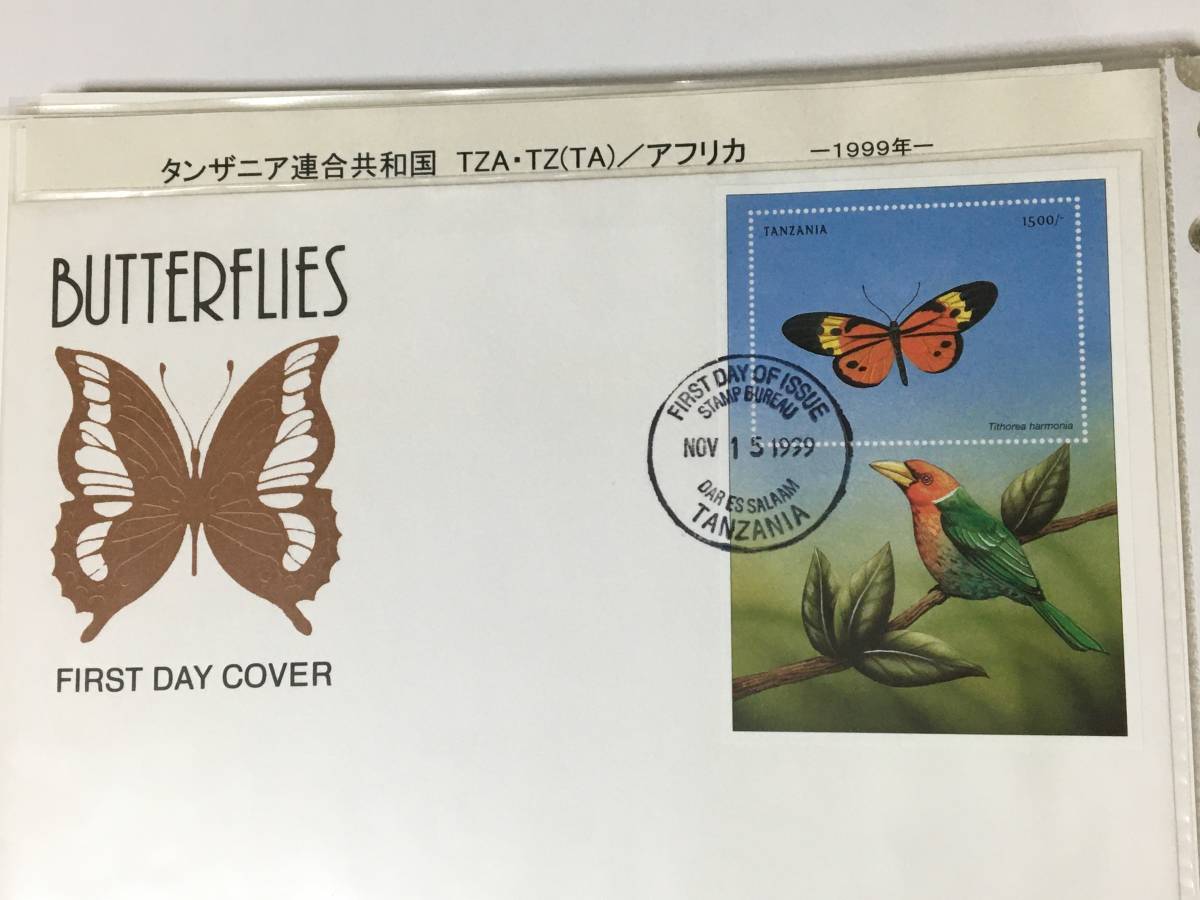 タンザニア連合共和国 TZA・TZ(TA)／アフリカ ー1999年ー
BUTTERFLIES
FIRST DAY COVER
TANZANIA 1500/-
Tithorea harmonia
FIRST DAY OF ISSUE
STAMP BUREAU
NOV 15 1999
DAR ES SALAAM
TANZANIA